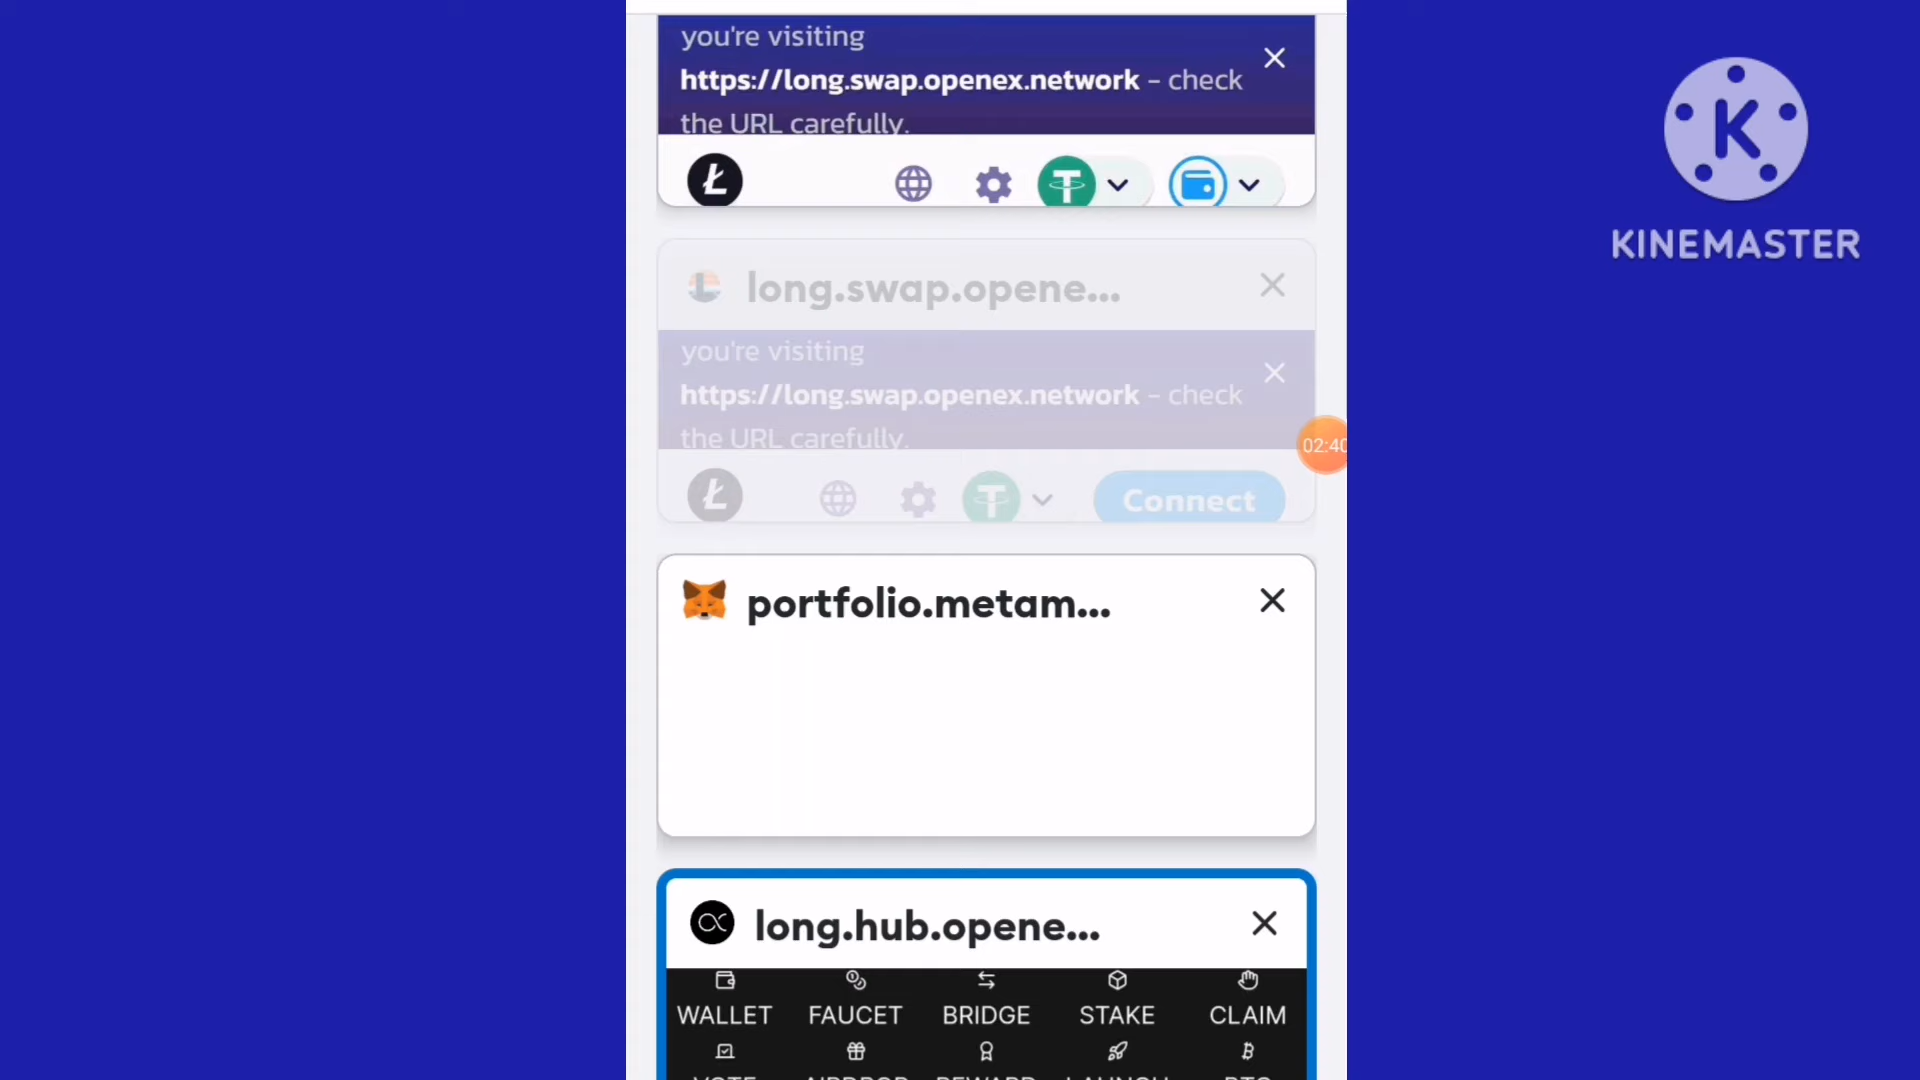 you're visiting
https://long.swap.openex.network - check
the URL carefully.
KINEMASTER
long.swap.opene...
you're visiting
https://long.swap.openex.network - check
the URL carefully.
02:40
Connect
portfolio.metam...
long.hub.opene...
WALLET FAUCET BRIDGE STAKE CLAIM